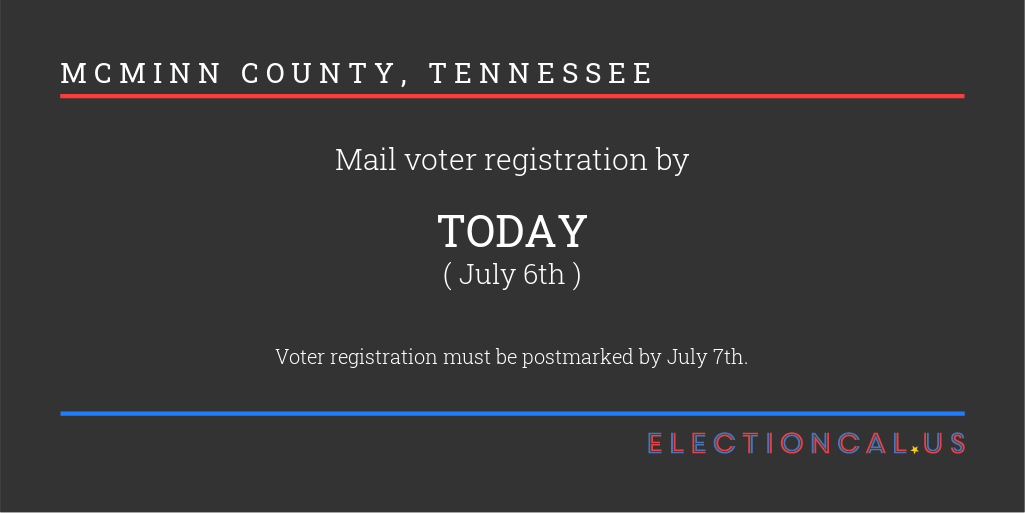 MCMINN COUNTY, TENNESSEE
Mail voter registration by
TODAY
( July 6th )
Voter registration must be postmarked by July 7th.
ELECTIONCAL.US